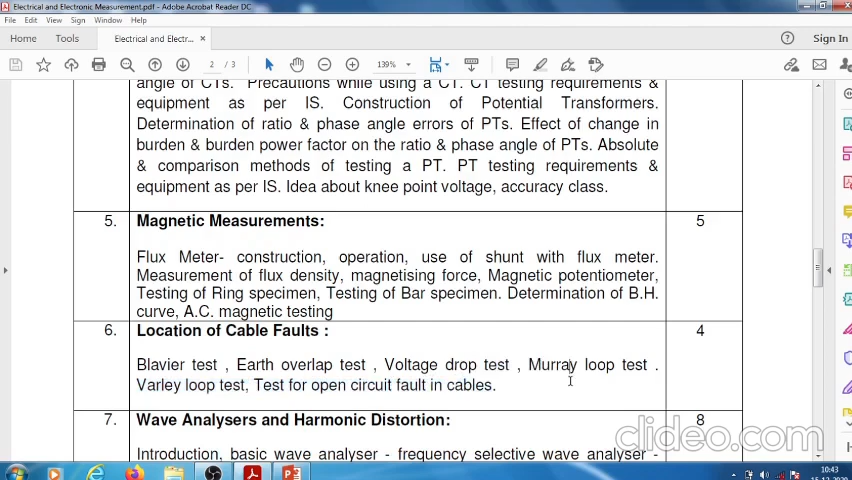 Electrical and Electronic Measurement.pdf - Adobe Acrobat Reader DC
File Edit View Sign Window Help
Home Tools Electrical and Electr... × Sign In
2 / 3 139%
angle of CTs. Precautions while using a CT. CT testing requirements &
equipment as per IS. Construction of Potential Transformers.
Determination of ratio & phase angle errors of PTs. Effect of change in
burden & burden power factor on the ratio & phase angle of PTs. Absolute
& comparison methods of testing a PT. PT testing requirements &
equipment as per IS. Idea about knee point voltage, accuracy class.
5. Magnetic Measurements: 5
Flux Meter- construction, operation, use of shunt with flux meter.
Measurement of flux density, magnetising force, Magnetic potentiometer,
Testing of Ring specimen, Testing of Bar specimen. Determination of B.H.
curve, A.C. magnetic testing
6. Location of Cable Faults : 4
Blavier test , Earth overlap test , Voltage drop test , Murray loop test .
Varley loop test, Test for open circuit fault in cables.
7. Wave Analysers and Harmonic Distortion: 8
Introduction, basic wave analyser - frequency selective wave analyser -
clideo.com
10:43
15-12-2020